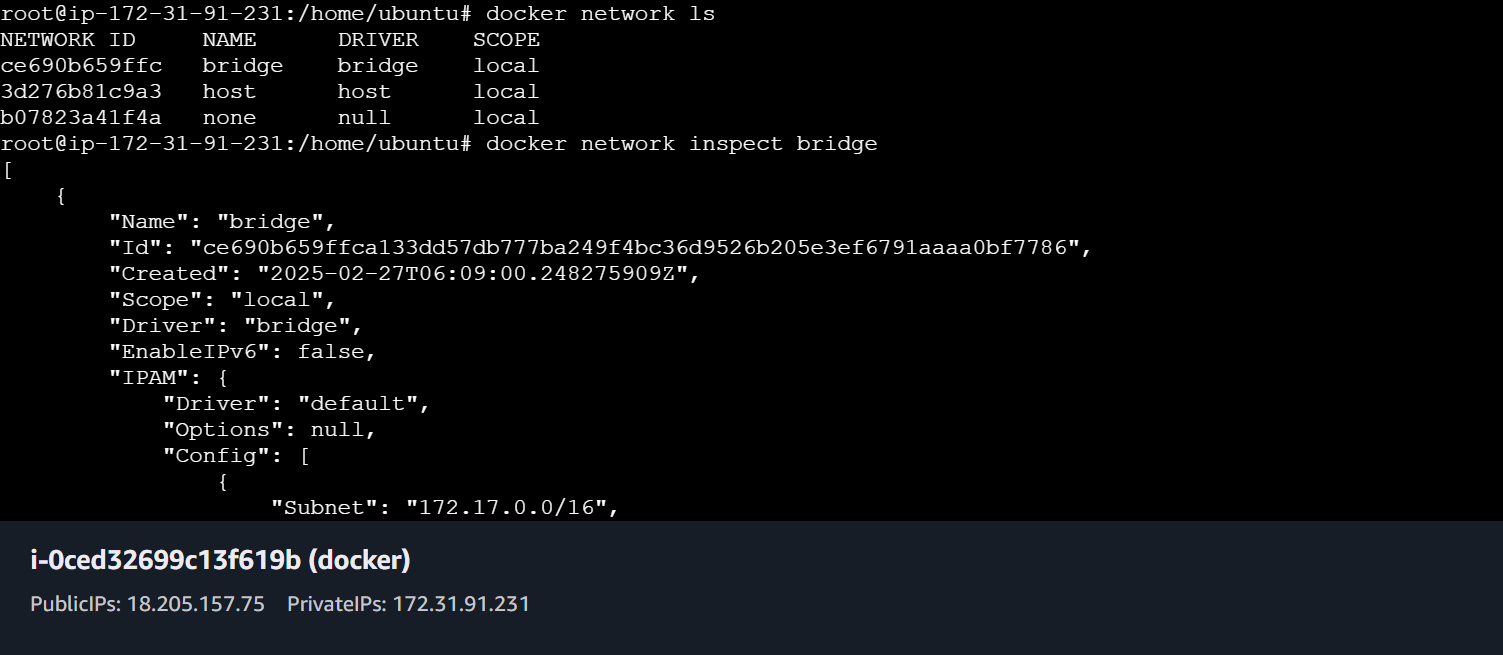 root@ip-172-31-91-231:/home/ubuntu# docker network ls
NETWORK ID     NAME      DRIVER    SCOPE
ce690b659ffc   bridge    bridge    local
3d276b81c9a3   host      host      local
b07823a41f4a   none      null      local
root@ip-172-31-91-231:/home/ubuntu# docker network inspect bridge
[
    {
        "Name": "bridge",
        "Id": "ce690b659ffca133dd57db777ba249f4bc36d9526b205e3ef6791aaaa0bf7786",
        "Created": "2025-02-27T06:09:00.248275909Z",
        "Scope": "local",
        "Driver": "bridge",
        "EnableIPv6": false,
        "IPAM": {
            "Driver": "default",
            "Options": null,
            "Config": [
                {
                    "Subnet": "172.17.0.0/16",
i-0ced32699c13f619b (docker)
PublicIPs: 18.205.157.75    PrivateIPs: 172.31.91.231